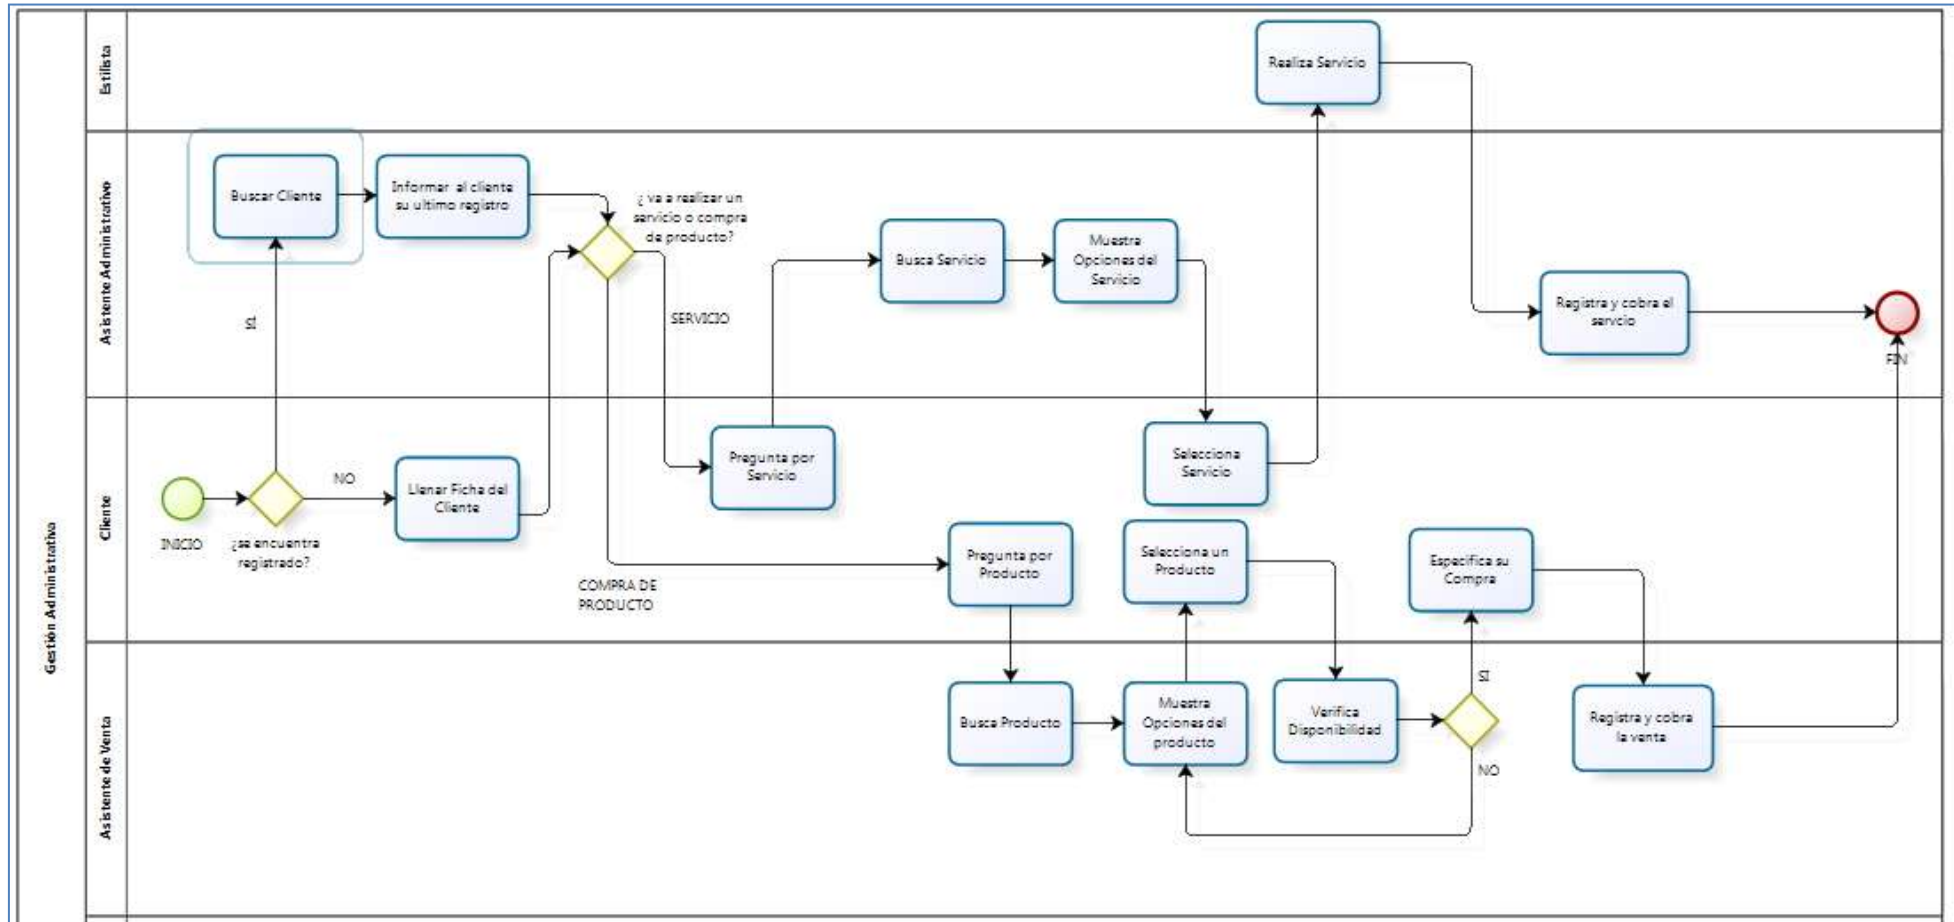 Gestión Administrativa
Estilista
Realiza Servicio
Asistente Administrativo
Buscar Cliente
Informar al cliente
su ultimo registro
¿ va a realizar un
servicio o compra
de producto?
SERVICIO
Busca Servicio
Muestra
Opciones del
Servicio
Registra y cobra el
servcio
FIN
SÍ
Cliente
INICIO
¿se encuentra
registrado?
NO
Llenar Ficha del
Cliente
Pregunta por
Servicio
Selecciona
Servicio
COMPRA DE
PRODUCTO
Pregunta por
Producto
Selecciona un
Producto
Especifica su
Compra
Asistente de Venta
Busca Producto
Muestra
Opciones del
producto
Verifica
Disponibilidad
SI
NO
Registra y cobra
la venta